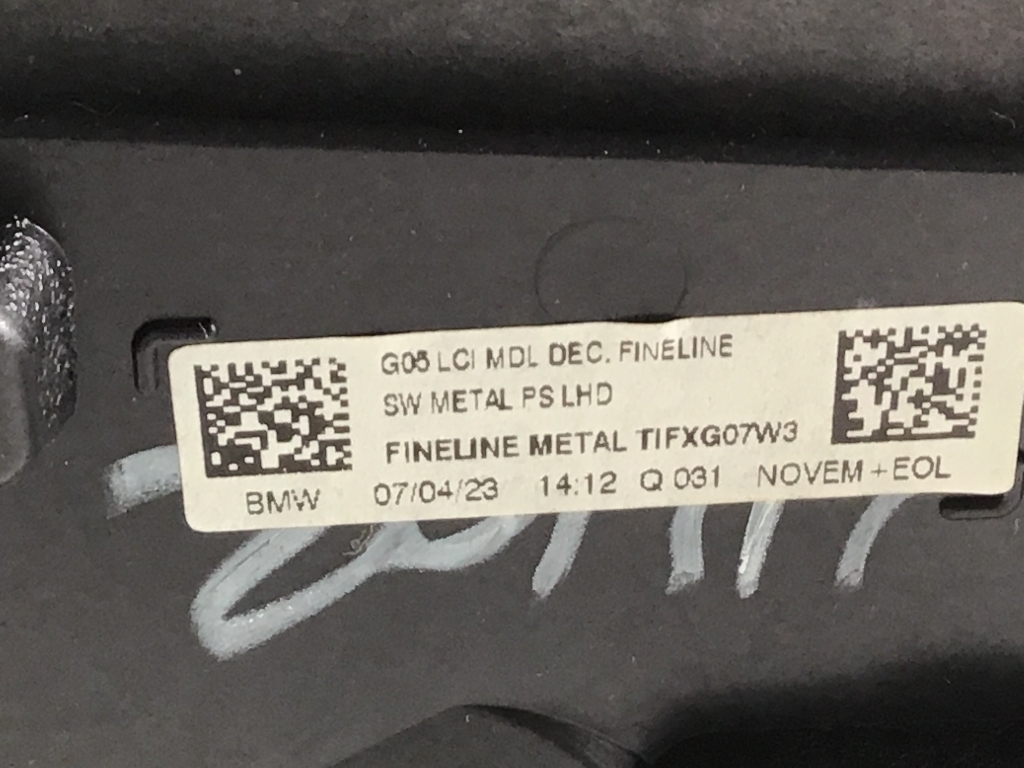 G05 LCI MDL DEC. FINELINE
SW METAL PS LHD
FINELINE METAL TIFXG07W3
BMW 07/04/23 14:12 Q 031 NOVEM + EOL